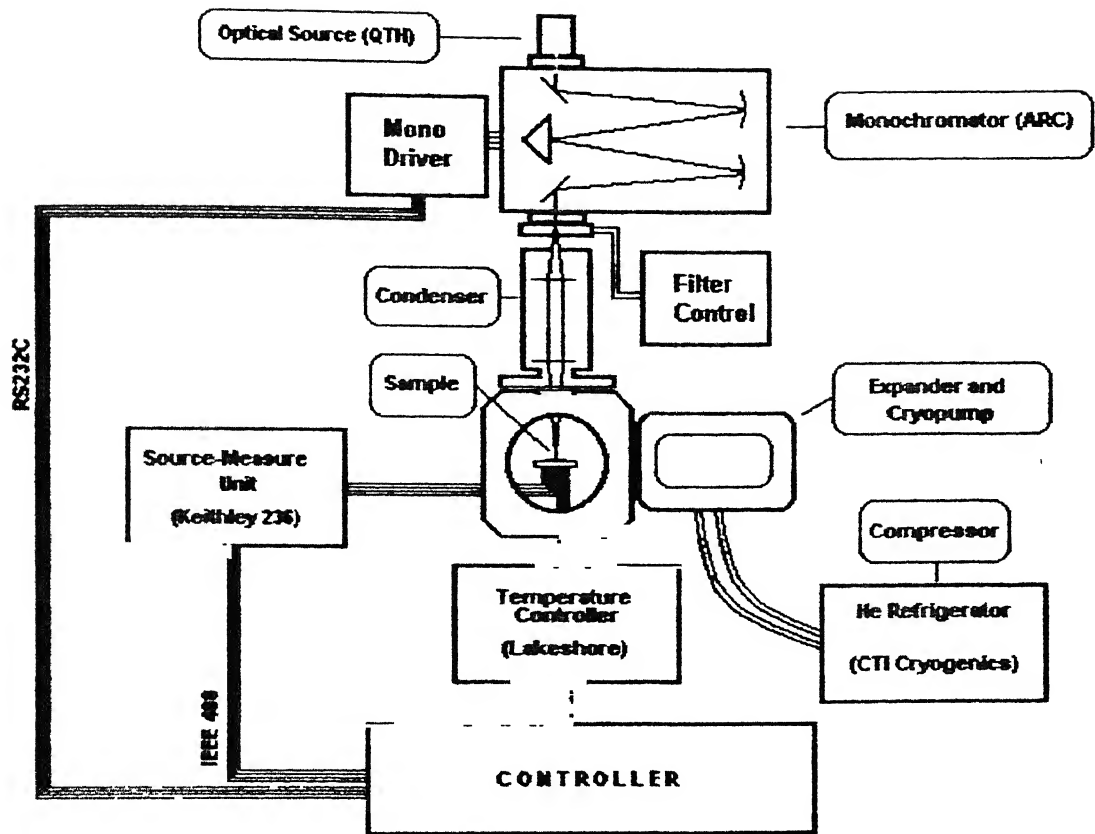 Optical Source (QTH)
Mono
Driver
Monochromator (ARC)
Condenser
Filter
Control
RS232C
Sample
Expander and
Cryopump
Source-Measure
Unit
(Keithley 236)
Compressor
Temperature
Controller
(Lakeshore)
He Refrigerator
(CTI Cryogenics)
IEEE 488
CONTROLLER